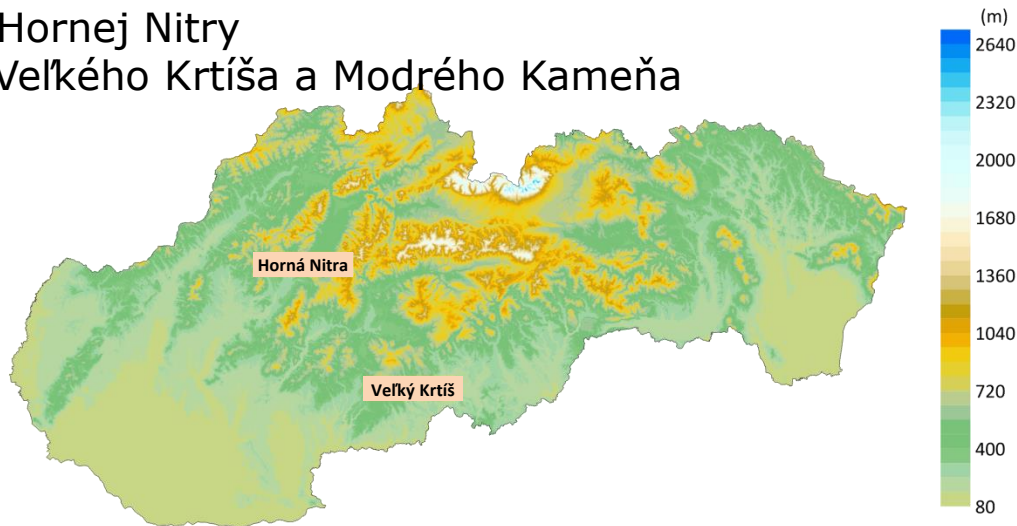 Hornej Nitry
Veľkého Krtíša a Modrého Kameňa
(m)
2640
2320
2000
1680
1360
1040
720
400
80
Horná Nitra
Veľký Krtíš